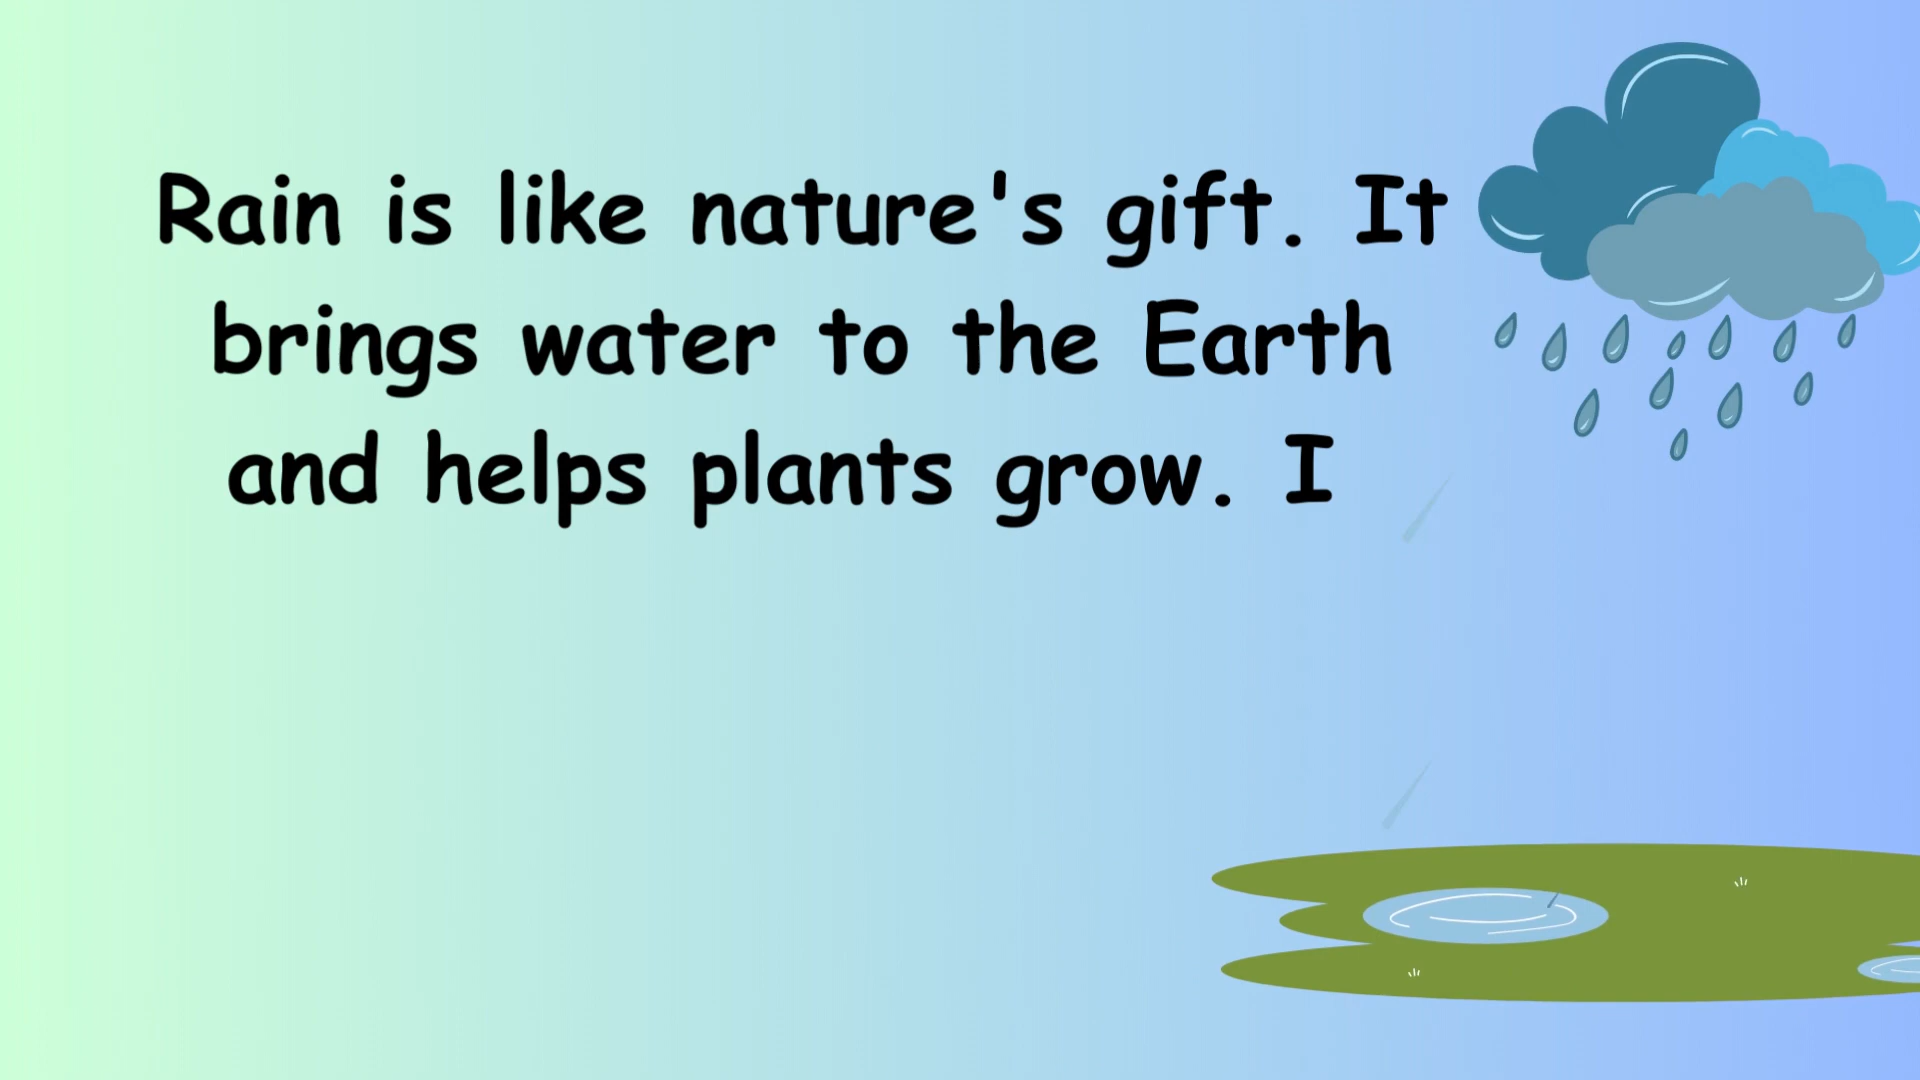 Rain is like nature's gift. It
brings water to the Earth
and helps plants grow. I